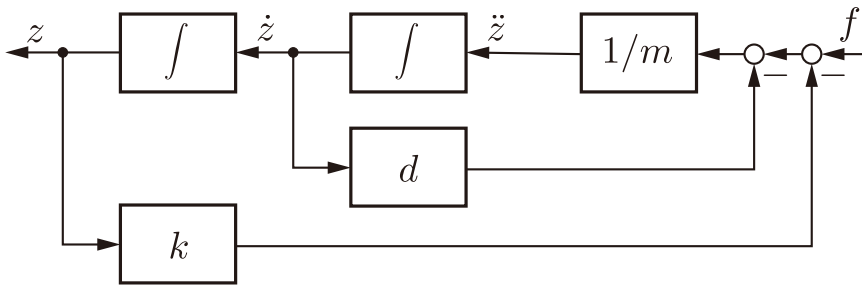 z ∫ ż ∫ z̈ 1/m f
− −
d
k